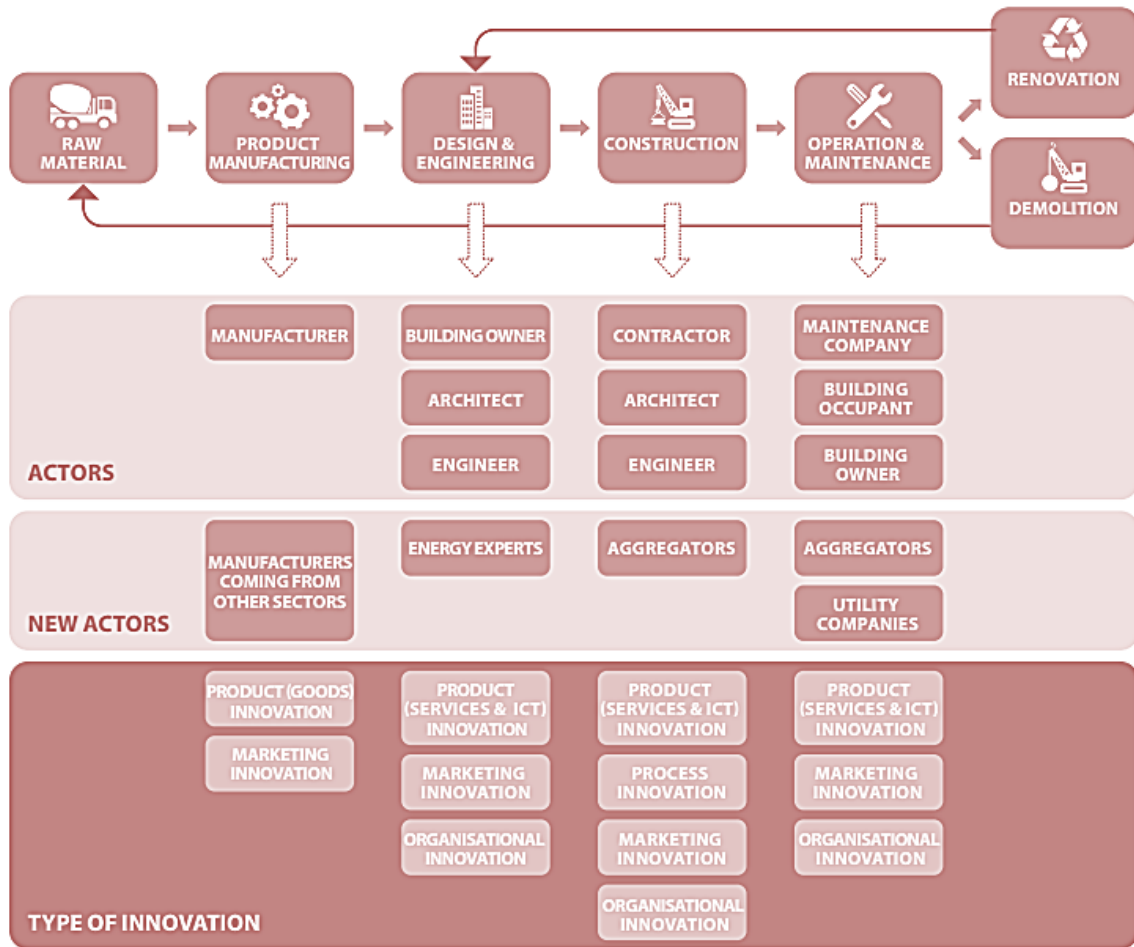 RAW
MATERIAL
PRODUCT
MANUFACTURING
DESIGN &
ENGINEERING
CONSTRUCTION
OPERATION &
MAINTENANCE
RENOVATION
DEMOLITION
ACTORS
MANUFACTURER
BUILDING OWNER
ARCHITECT
ENGINEER
CONTRACTOR
ARCHITECT
ENGINEER
MAINTENANCE
COMPANY
BUILDING
OCCUPANT
BUILDING
OWNER
NEW ACTORS
MANUFACTURERS
COMING FROM
OTHER SECTORS
ENERGY EXPERTS
AGGREGATORS
AGGREGATORS
UTILITY
COMPANIES
TYPE OF INNOVATION
PRODUCT (GOODS)
INNOVATION
MARKETING
INNOVATION
PRODUCT
(SERVICES & ICT)
INNOVATION
MARKETING
INNOVATION
ORGANISATIONAL
INNOVATION
PRODUCT
(SERVICES & ICT)
INNOVATION
PROCESS
INNOVATION
MARKETING
INNOVATION
ORGANISATIONAL
INNOVATION
PRODUCT
(SERVICES & ICT)
INNOVATION
MARKETING
INNOVATION
ORGANISATIONAL
INNOVATION